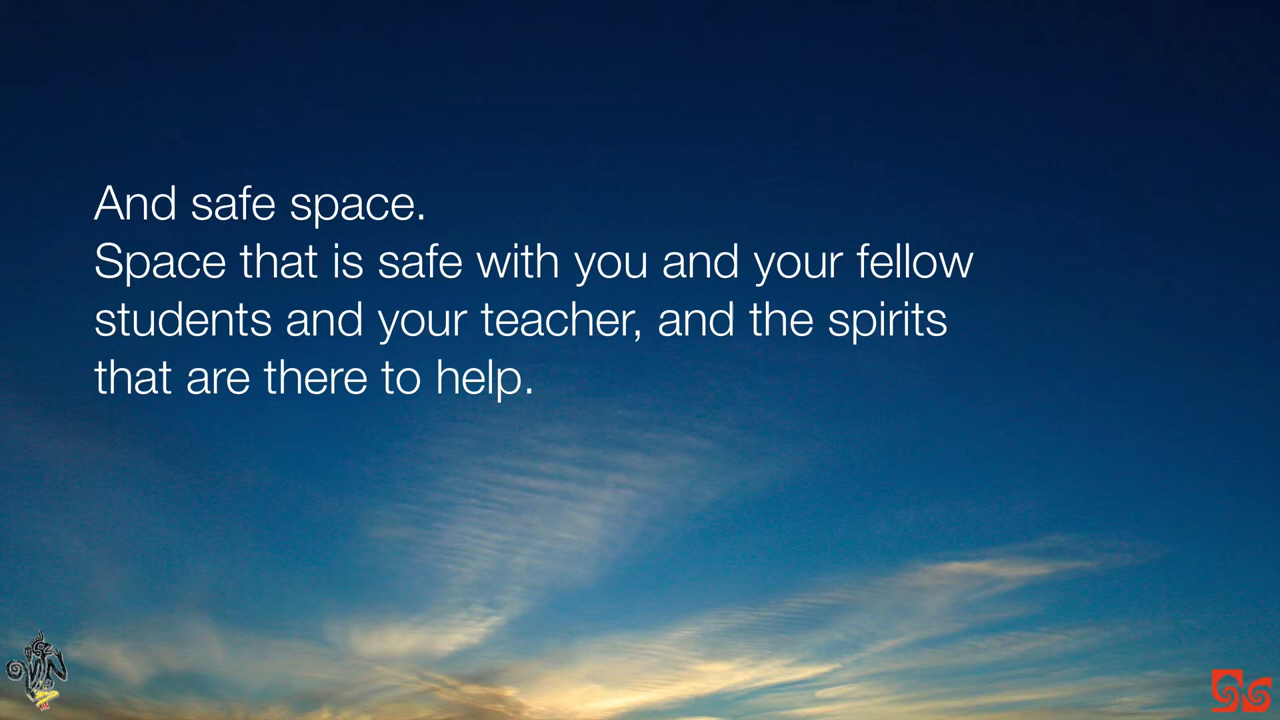 And safe space.
Space that is safe with you and your fellow
students and your teacher, and the spirits
that are there to help.